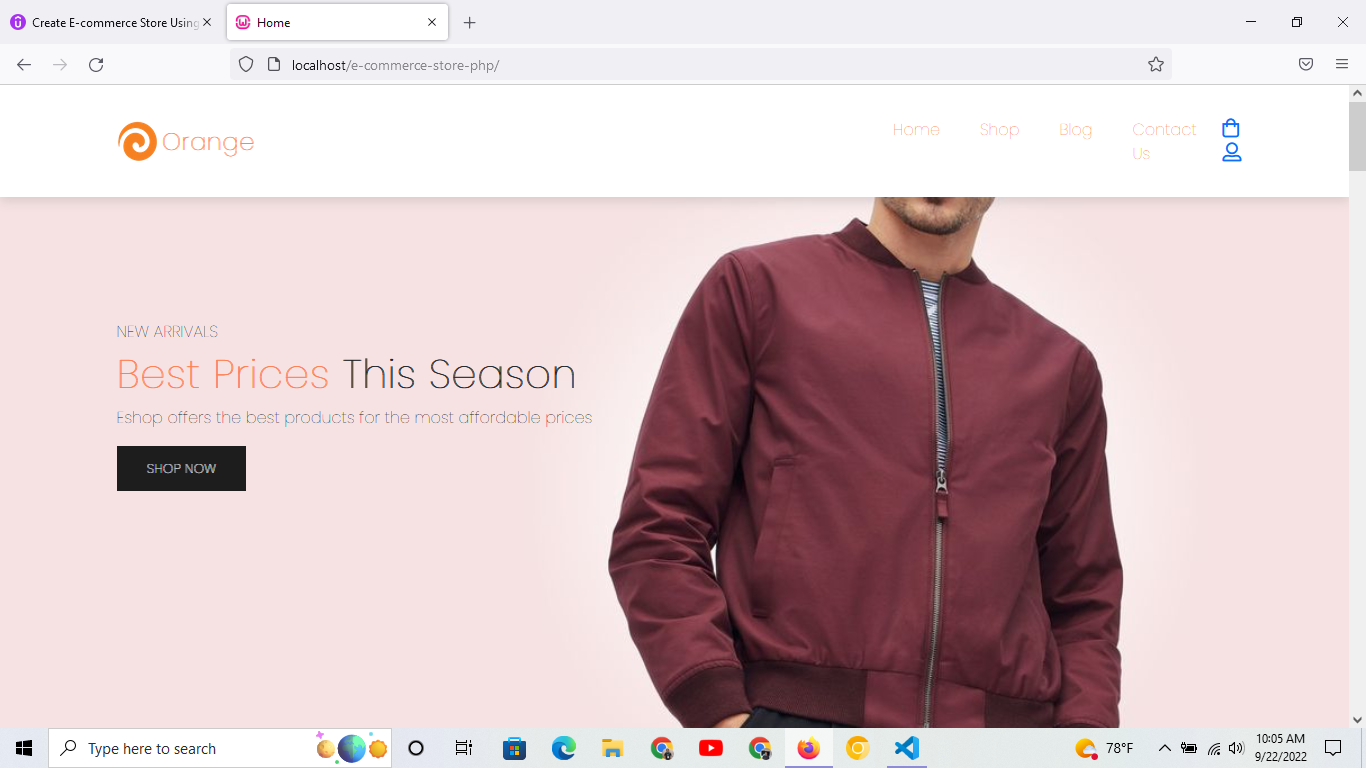 Create E-commerce Store Using
Home
localhost/e-commerce-store-php/
Orange
Home
Shop
Blog
Contact
Us
NEW ARRIVALS
Best Prices This Season
Eshop offers the best products for the most affordable prices
SHOP NOW
Type here to search
78°F
10:05 AM
9/22/2022